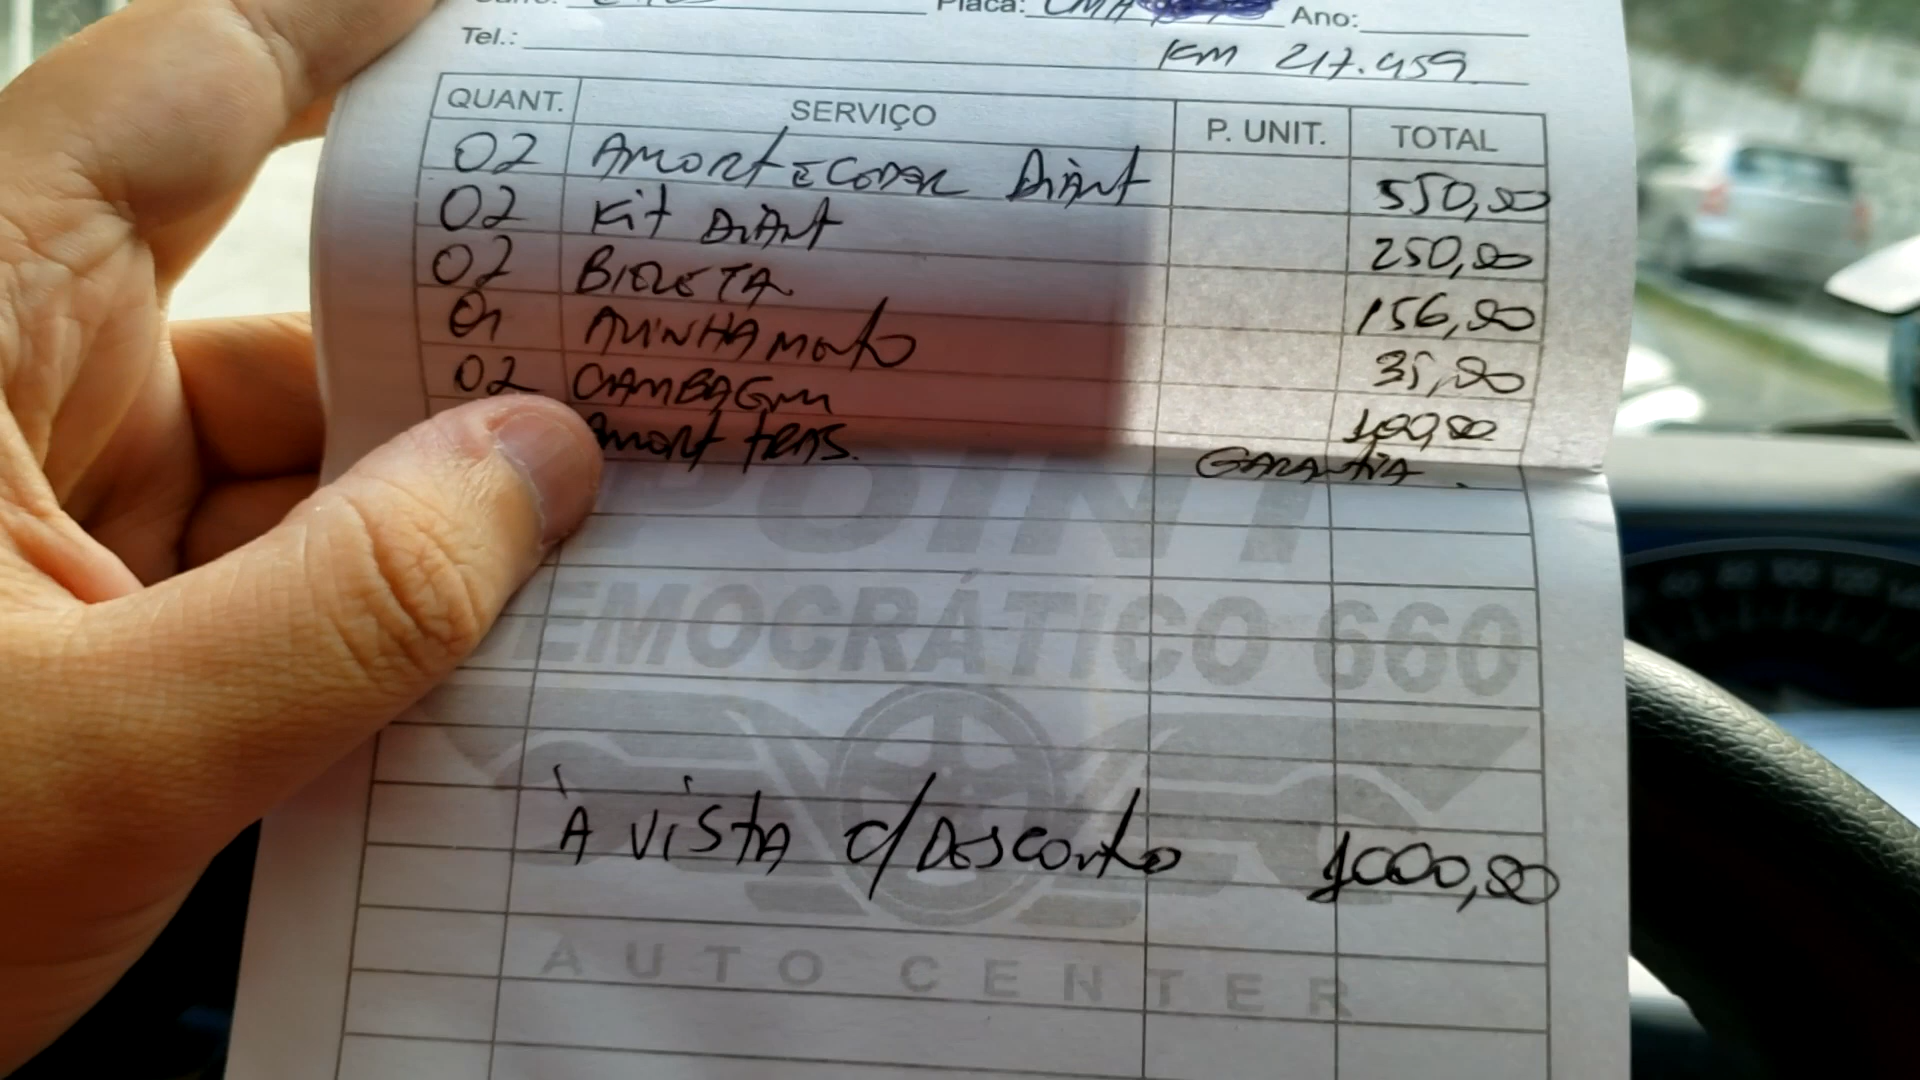 Placa: Ano:
Tel.: KM 217.459
QUANT. SERVIÇO P. UNIT. TOTAL
02 AMORTECEDOR DIANT 550,00
02 Kit DIANT 250,00
02 BIELETA 156,00
01 ALINHAMENTO 35,00
02 CAMBAGEM 100,00
Amort tras. GARANTIA.
POINT
EMOCRÁTICO 660
À VISTA c/ DESCONTO 1000,00
AUTO CENTER